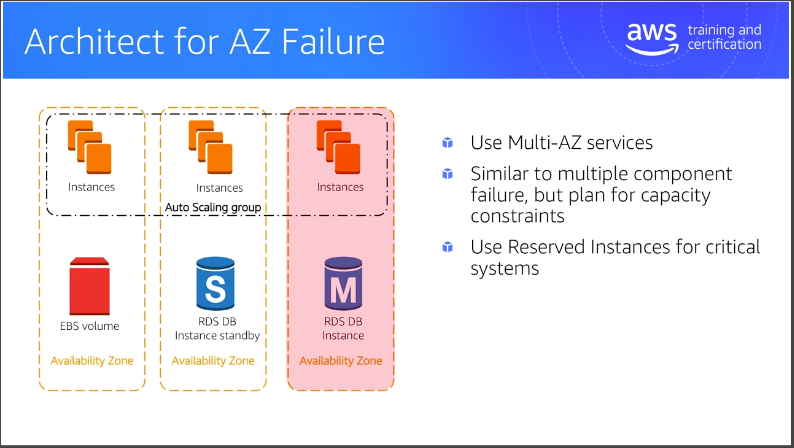 Architect for AZ Failure
aws training and
certification
Instances
Instances
Instances
Auto Scaling group
EBS volume
S
RDS DB
Instance standby
M
RDS DB
Instance
Availability Zone
Availability Zone
Availability Zone
Use Multi-AZ services
Similar to multiple component
failure, but plan for capacity
constraints
Use Reserved Instances for critical
systems